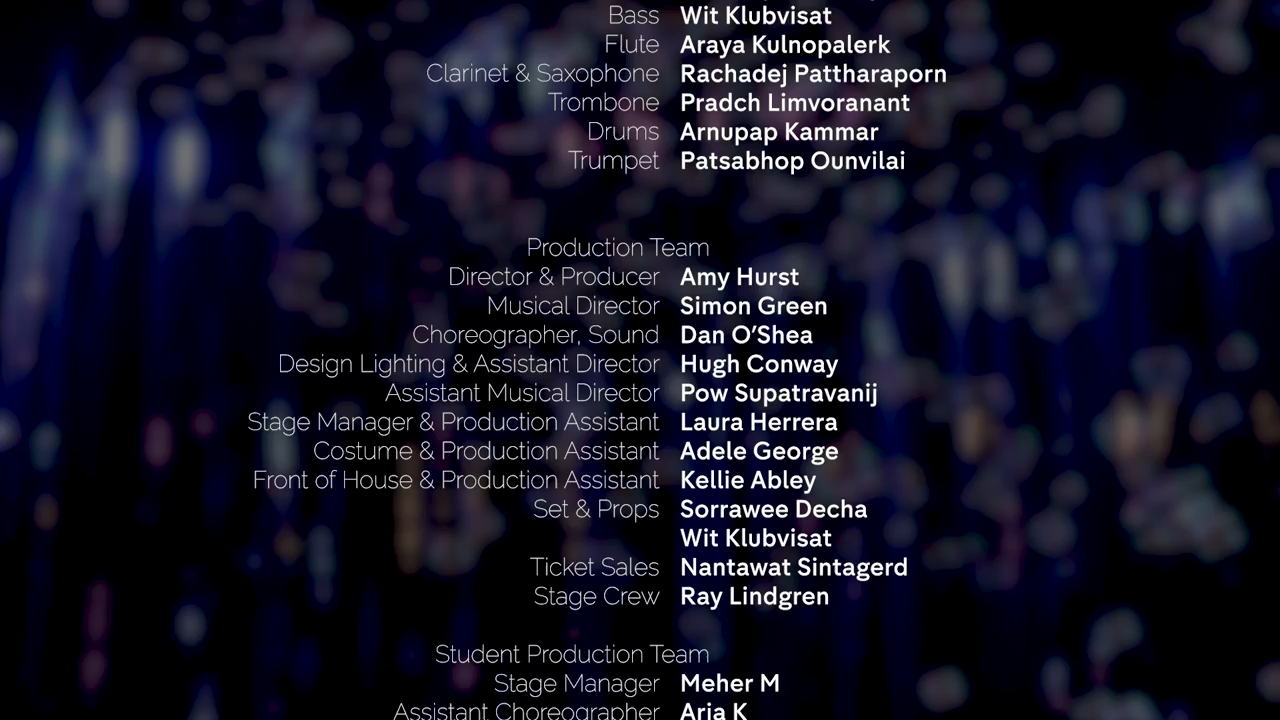 Bass Wit Klubvisat
Flute Araya Kulnopalerk
Clarinet & Saxophone Rachadej Pattharaporn
Trombone Pradch Limvoranant
Drums Arnupap Kammar
Trumpet Patsabhop Ounvilai
Production Team
Director & Producer Amy Hurst
Musical Director Simon Green
Choreographer, Sound Dan O’Shea
Design Lighting & Assistant Director Hugh Conway
Assistant Musical Director Pow Supatravanij
Stage Manager & Production Assistant Laura Herrera
Costume & Production Assistant Adele George
Front of House & Production Assistant Kellie Abley
Set & Props Sorrawee Decha
Wit Klubvisat
Ticket Sales Nantawat Sintagerd
Stage Crew Ray Lindgren
Student Production Team
Stage Manager Meher M
Assistant Choreographer Aria K